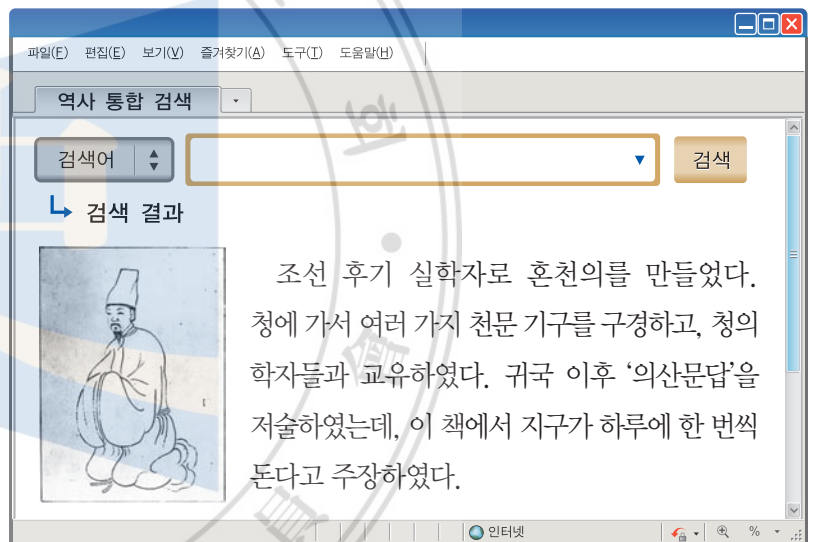 파일(F) 편집(E) 보기(V) 즐겨찾기(A) 도구(T) 도움말(H)
역사 통합 검색
검색어 검색
검색 결과
조선 후기 실학자로 혼천의를 만들었다.
청에 가서 여러 가지 천문 기구를 구경하고, 청의
학자들과 교유하였다. 귀국 이후 ‘의산문답’을
저술하였는데, 이 책에서 지구가 하루에 한 번씩
돈다고 주장하였다.
인터넷 %